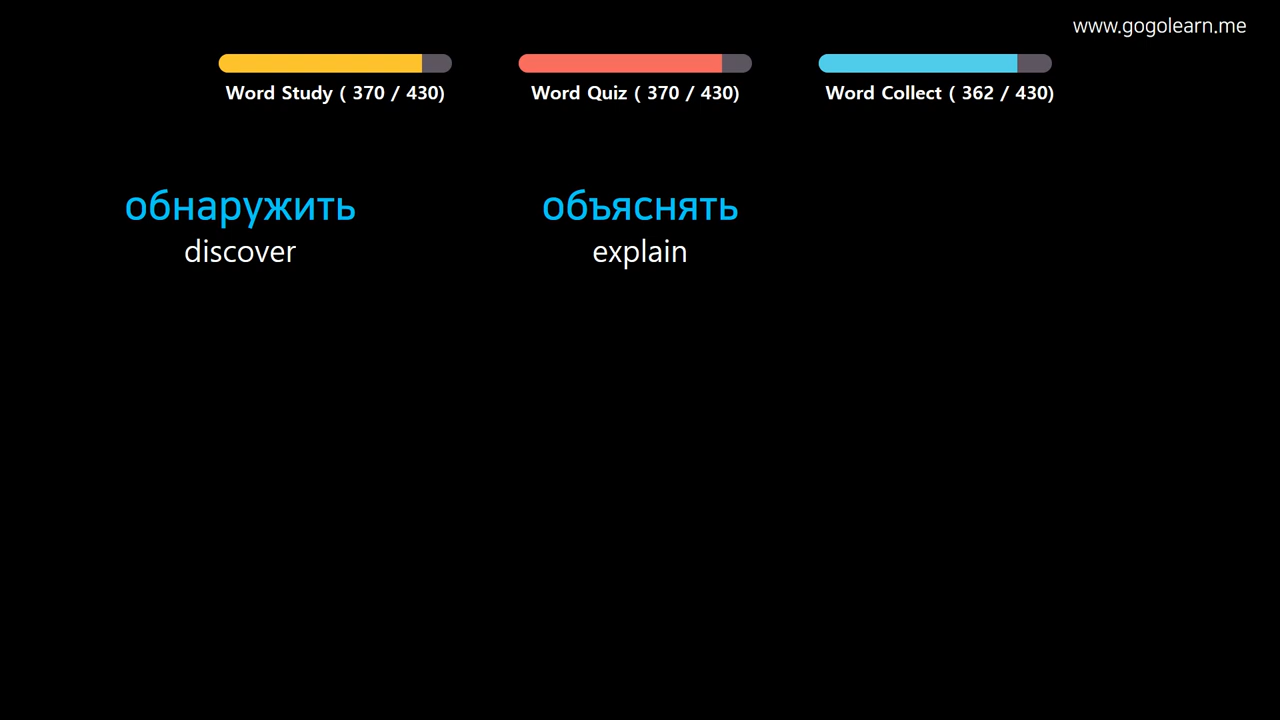 www.gogolearn.me
Word Study ( 370 / 430)
Word Quiz ( 370 / 430)
Word Collect ( 362 / 430)
обнаружить
discover
объяснять
explain